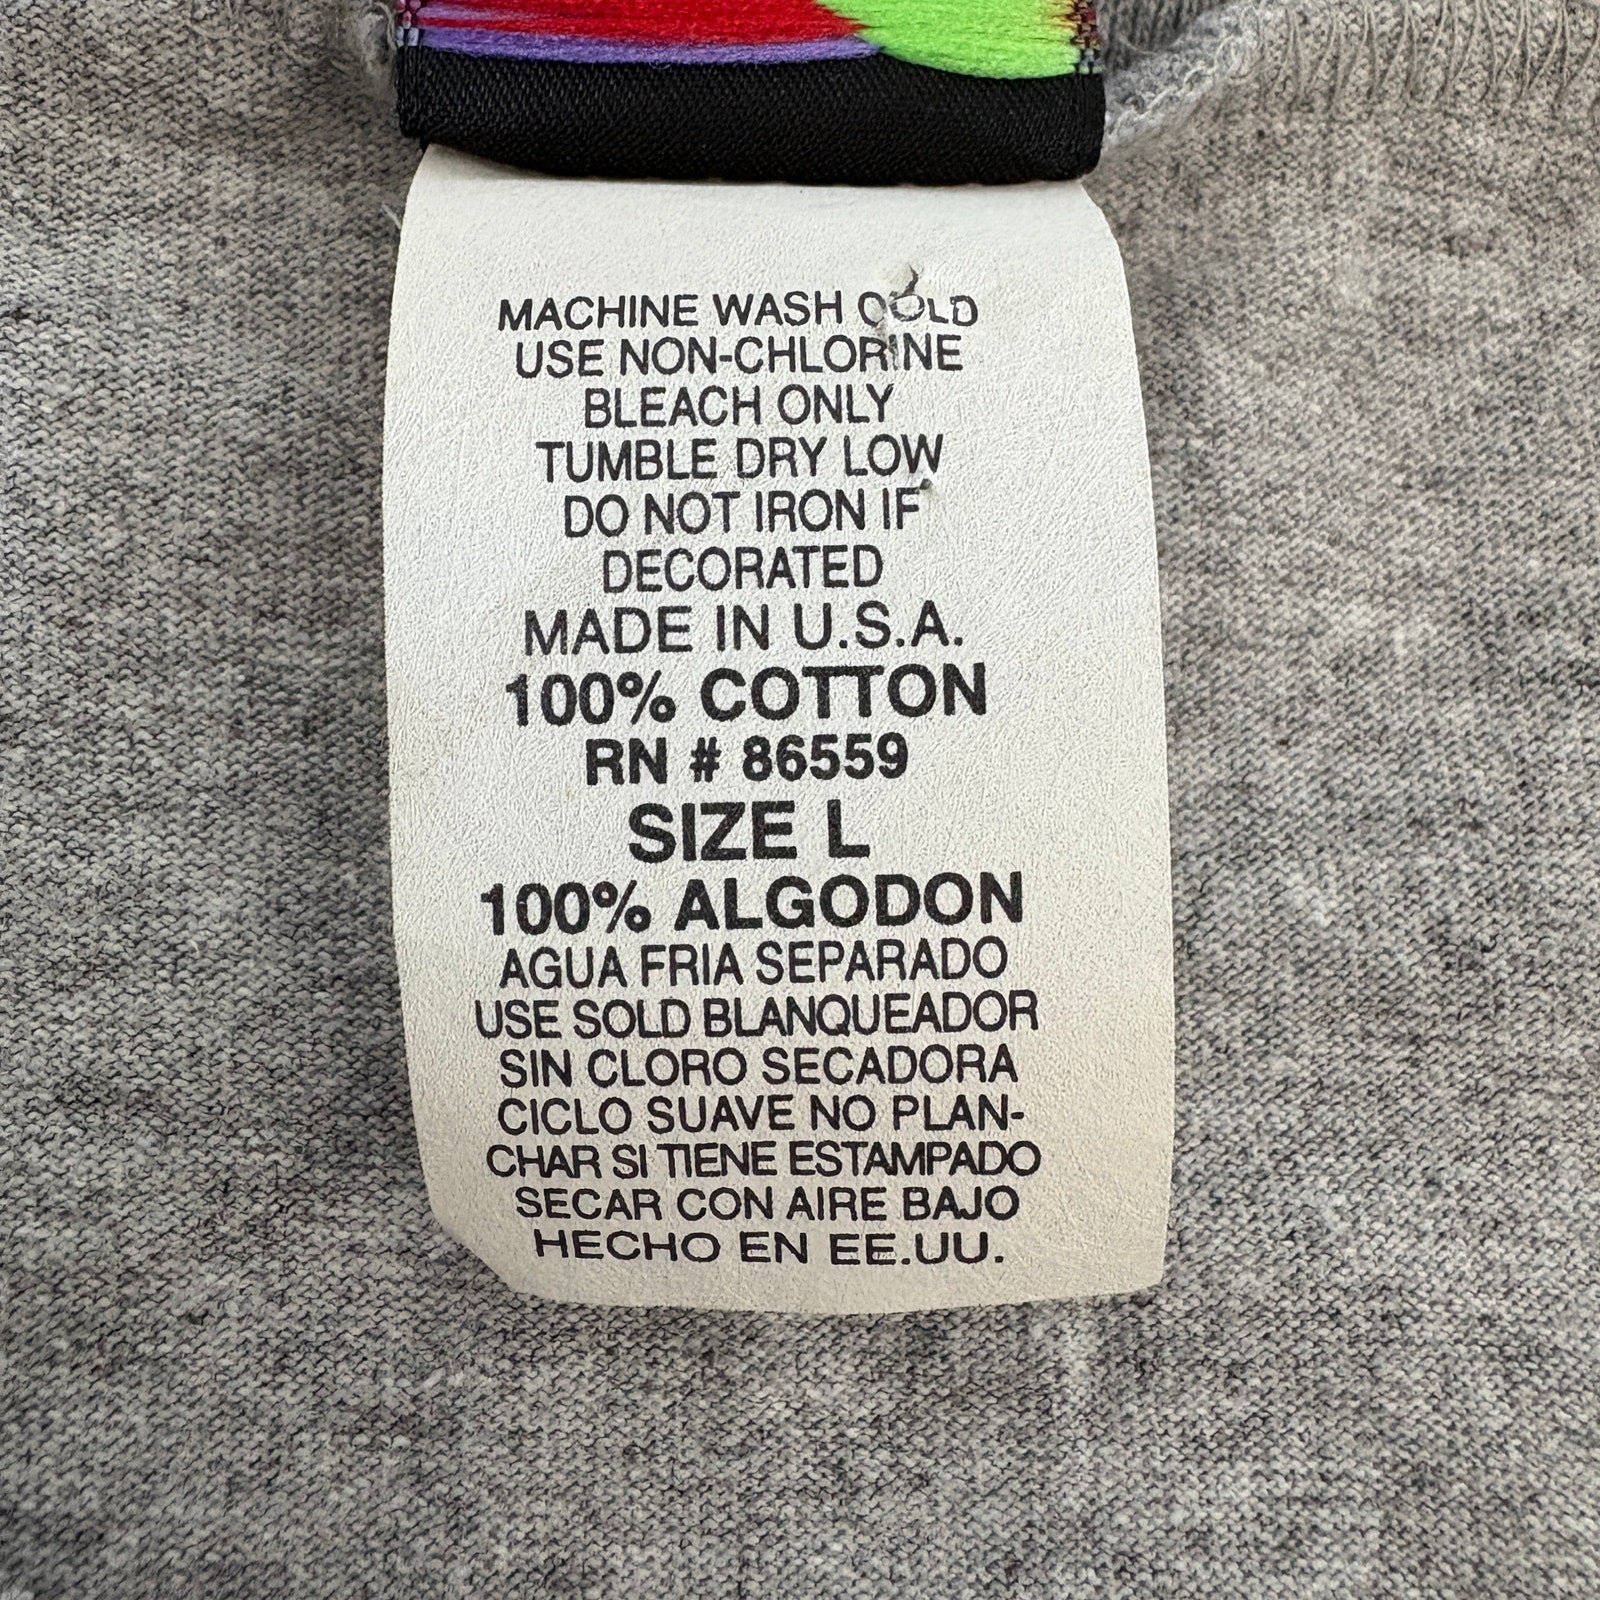 MACHINE WASH COLD
USE NON-CHLORINE
BLEACH ONLY
TUMBLE DRY LOW
DO NOT IRON IF
DECORATED
MADE IN U.S.A.
100% COTTON
RN # 86559
SIZE L
100% ALGODON
AGUA FRIA SEPARADO
USE SOLD BLANQUEADOR
SIN CLORO SECADORA
CICLO SUAVE NO PLAN-
CHAR SI TIENE ESTAMPADO
SECAR CON AIRE BAJO
HECHO EN EE.UU.